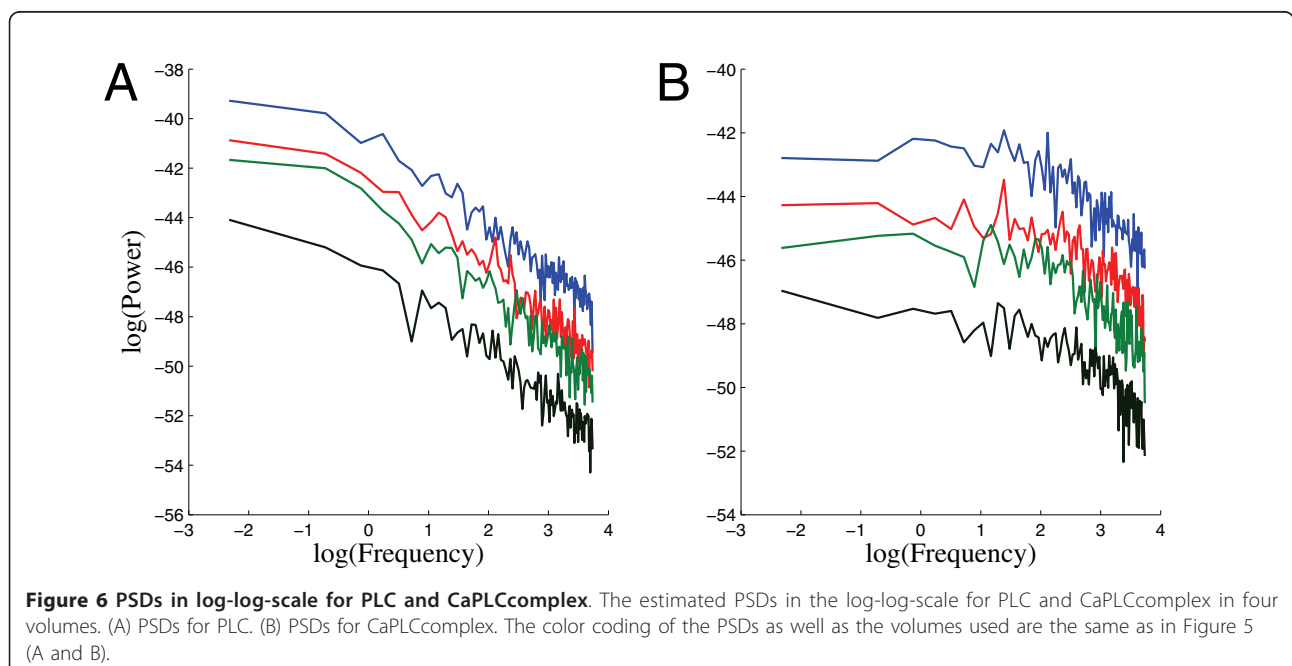 A
−38
−40
−42
−44
−46
−48
−50
−52
−54
−56
log(Power)
−3 −2 −1 0 1 2 3 4
log(Frequency)
B
−40
−42
−44
−46
−48
−50
−52
−54
−3 −2 −1 0 1 2 3 4
log(Frequency)
Figure 6 PSDs in log-log-scale for PLC and CaPLCcomplex. The estimated PSDs in the log-log-scale for PLC and CaPLCcomplex in four
volumes. (A) PSDs for PLC. (B) PSDs for CaPLCcomplex. The color coding of the PSDs as well as the volumes used are the same as in Figure 5
(A and B).